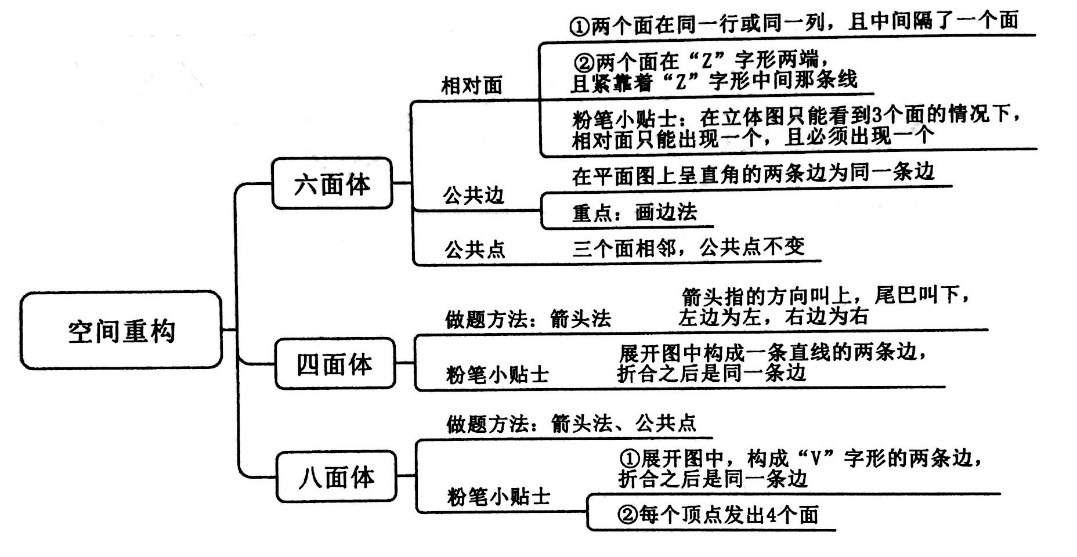 空间重构
六面体
相对面
①两个面在同一行或同一列，且中间隔了一个面
②两个面在“Z”字形两端，
且紧靠着“Z”字形中间那条线
粉笔小贴士：在立体图只能看到3个面的情况下，
相对面只能出现一个，且必须出现一个
公共边
在平面图上呈直角的两条边为同一条边
重点：画边法
公共点
三个面相邻，公共点不变
四面体
做题方法：箭头法
箭头指的方向叫上，尾巴叫下，
左边为左，右边为右
粉笔小贴士
展开图中构成一条直线的两条边，
折合之后是同一条边
八面体
做题方法：箭头法、公共点
粉笔小贴士
①展开图中，构成“V”字形的两条边，
折合之后是同一条边
②每个顶点发出4个面